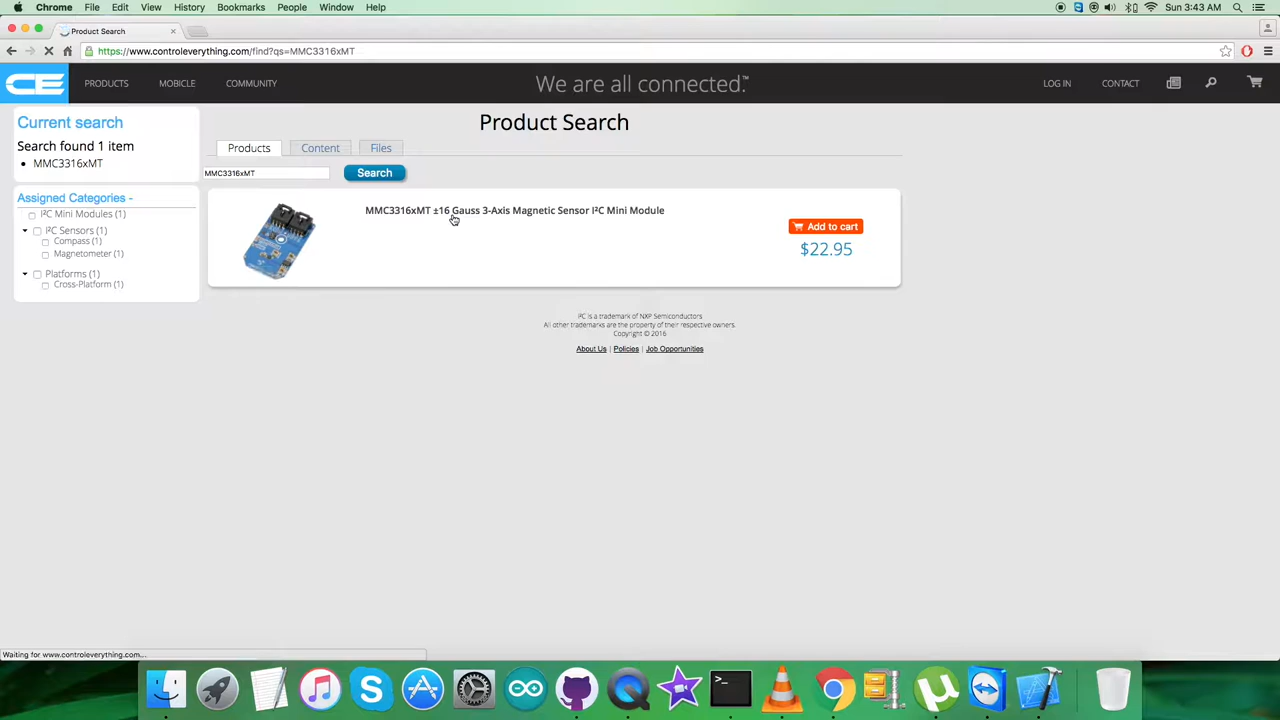 Chrome File Edit View History Bookmarks People Window Help
Sun 3:43 AM
Product Search
https://www.controleverything.com/find?qs=MMC3316xMT
CE
PRODUCTS
MOBICLE
COMMUNITY
We are all connected.™
LOG IN
CONTACT
Current search
Search found 1 item
MMC3316xMT
Assigned Categories -
I²C Mini Modules (1)
I²C Sensors (1)
Compass (1)
Magnetometer (1)
Platforms (1)
Cross-Platform (1)
Product Search
Products
Content
Files
MMC3316xMT
Search
MMC3316xMT ±16 Gauss 3-Axis Magnetic Sensor I²C Mini Module
Add to cart
$22.95
I²C is a trademark of NXP Semiconductors
All other trademarks are the property of their respective owners.
Copyright © 2016
About Us | Policies | Job Opportunities
Waiting for www.controleverything.com...